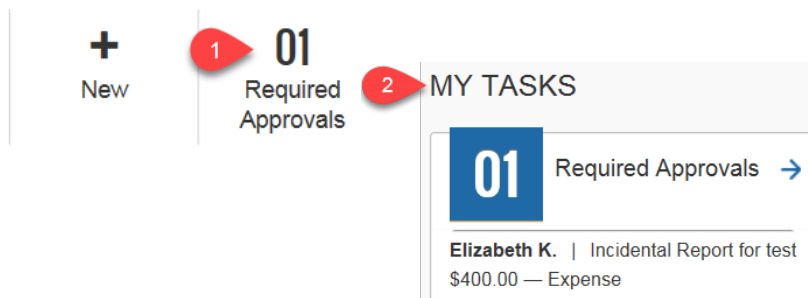 +
New
1
01
Required
Approvals
2
MY TASKS
01
Required Approvals →
Elizabeth K. | Incidental Report for test
$400.00 — Expense